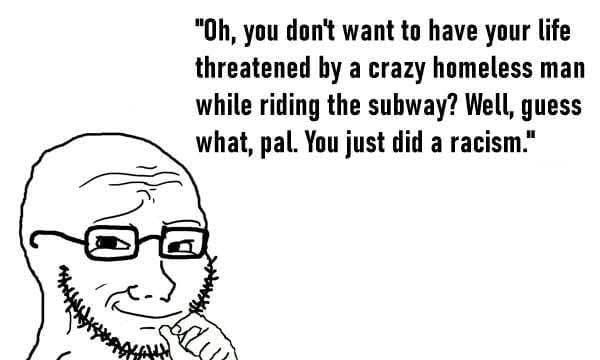 "Oh, you don't want to have your life
threatened by a crazy homeless man
while riding the subway? Well, guess
what, pal. You just did a racism."